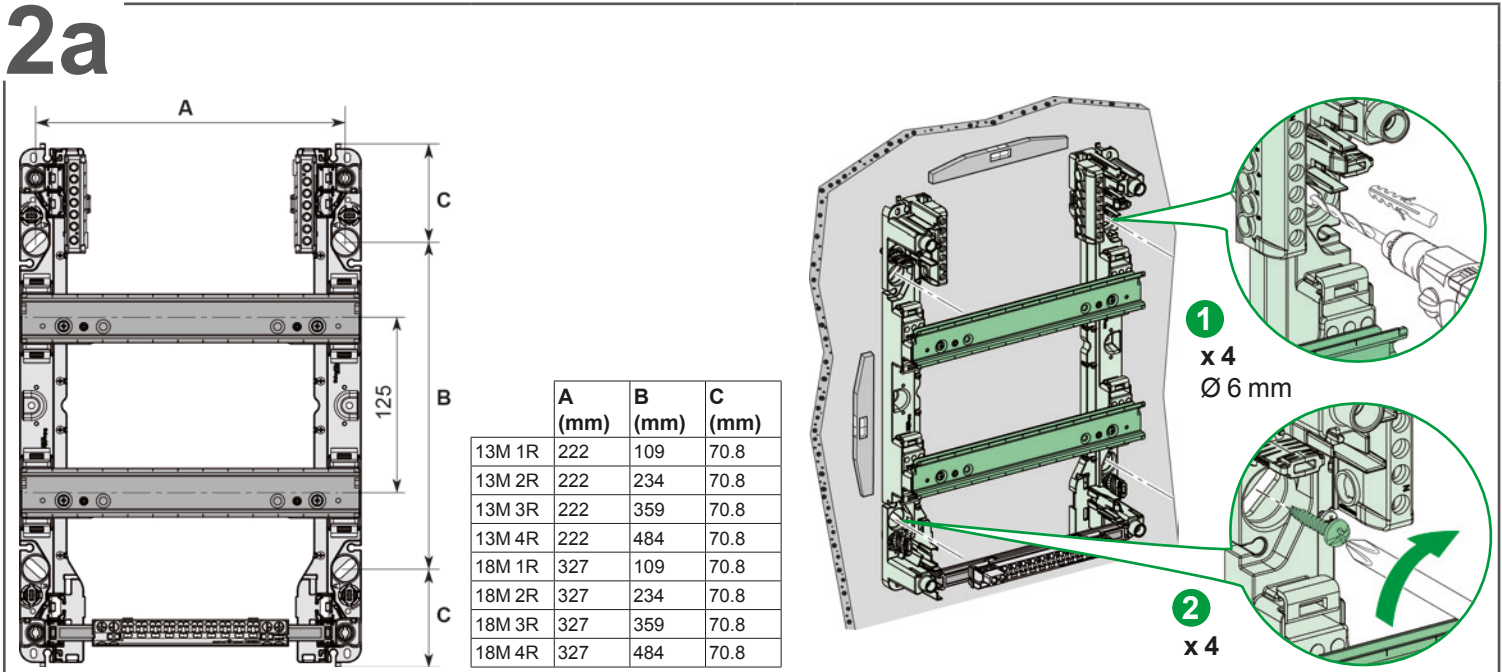 2a
A
C
B
125
C
A (mm) B (mm) C (mm)
13M 1R 222 109 70.8
13M 2R 222 234 70.8
13M 3R 222 359 70.8
13M 4R 222 484 70.8
18M 1R 327 109 70.8
18M 2R 327 234 70.8
18M 3R 327 359 70.8
18M 4R 327 484 70.8
1
x 4
Ø 6 mm
2
x 4